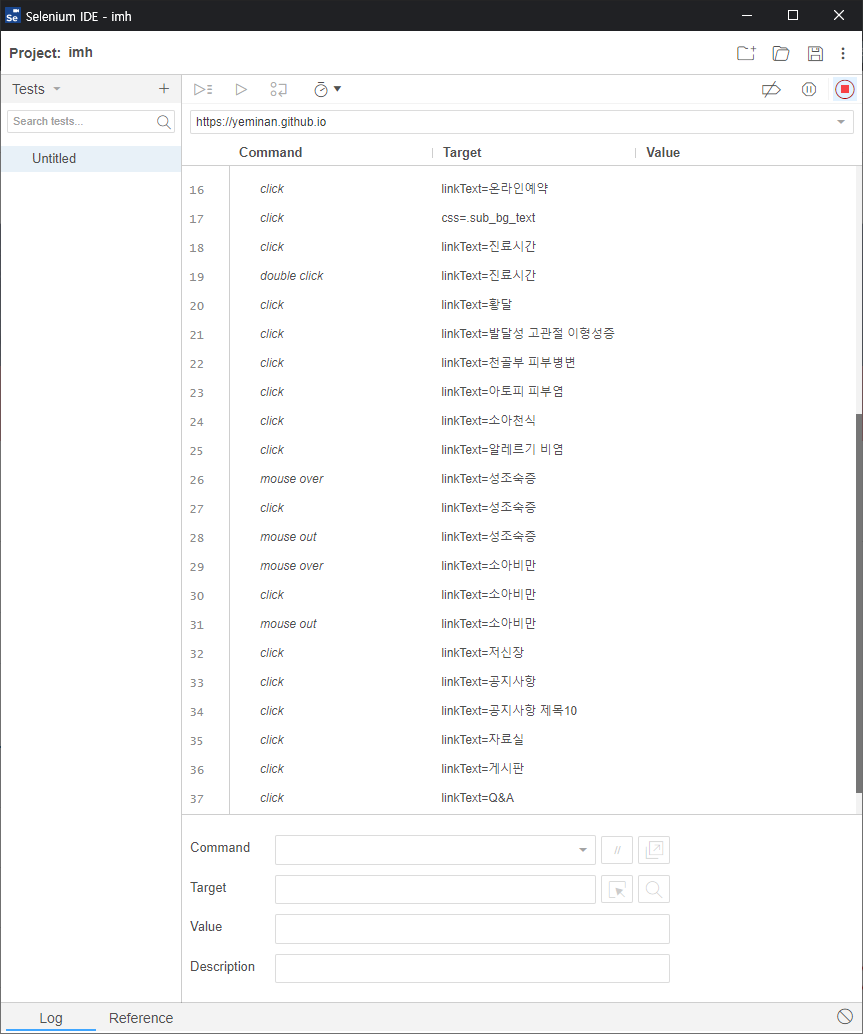 Selenium IDE - imh
Project: imh
Tests
Search tests...
Untitled
https://yeminan.github.io
Command Target Value
16 click linkText=온라인예약
17 click css=.sub_bg_text
18 click linkText=진료시간
19 double click linkText=진료시간
20 click linkText=황달
21 click linkText=발달성 고관절 이형성증
22 click linkText=천골부 피부병변
23 click linkText=아토피 피부염
24 click linkText=소아천식
25 click linkText=알레르기 비염
26 mouse over linkText=성조숙증
27 click linkText=성조숙증
28 mouse out linkText=성조숙증
29 mouse over linkText=소아비만
30 click linkText=소아비만
31 mouse out linkText=소아비만
32 click linkText=저신장
33 click linkText=공지사항
34 click linkText=공지사항 제목10
35 click linkText=자료실
36 click linkText=게시판
37 click linkText=Q&A
Command //
Target
Value
Description
Log Reference